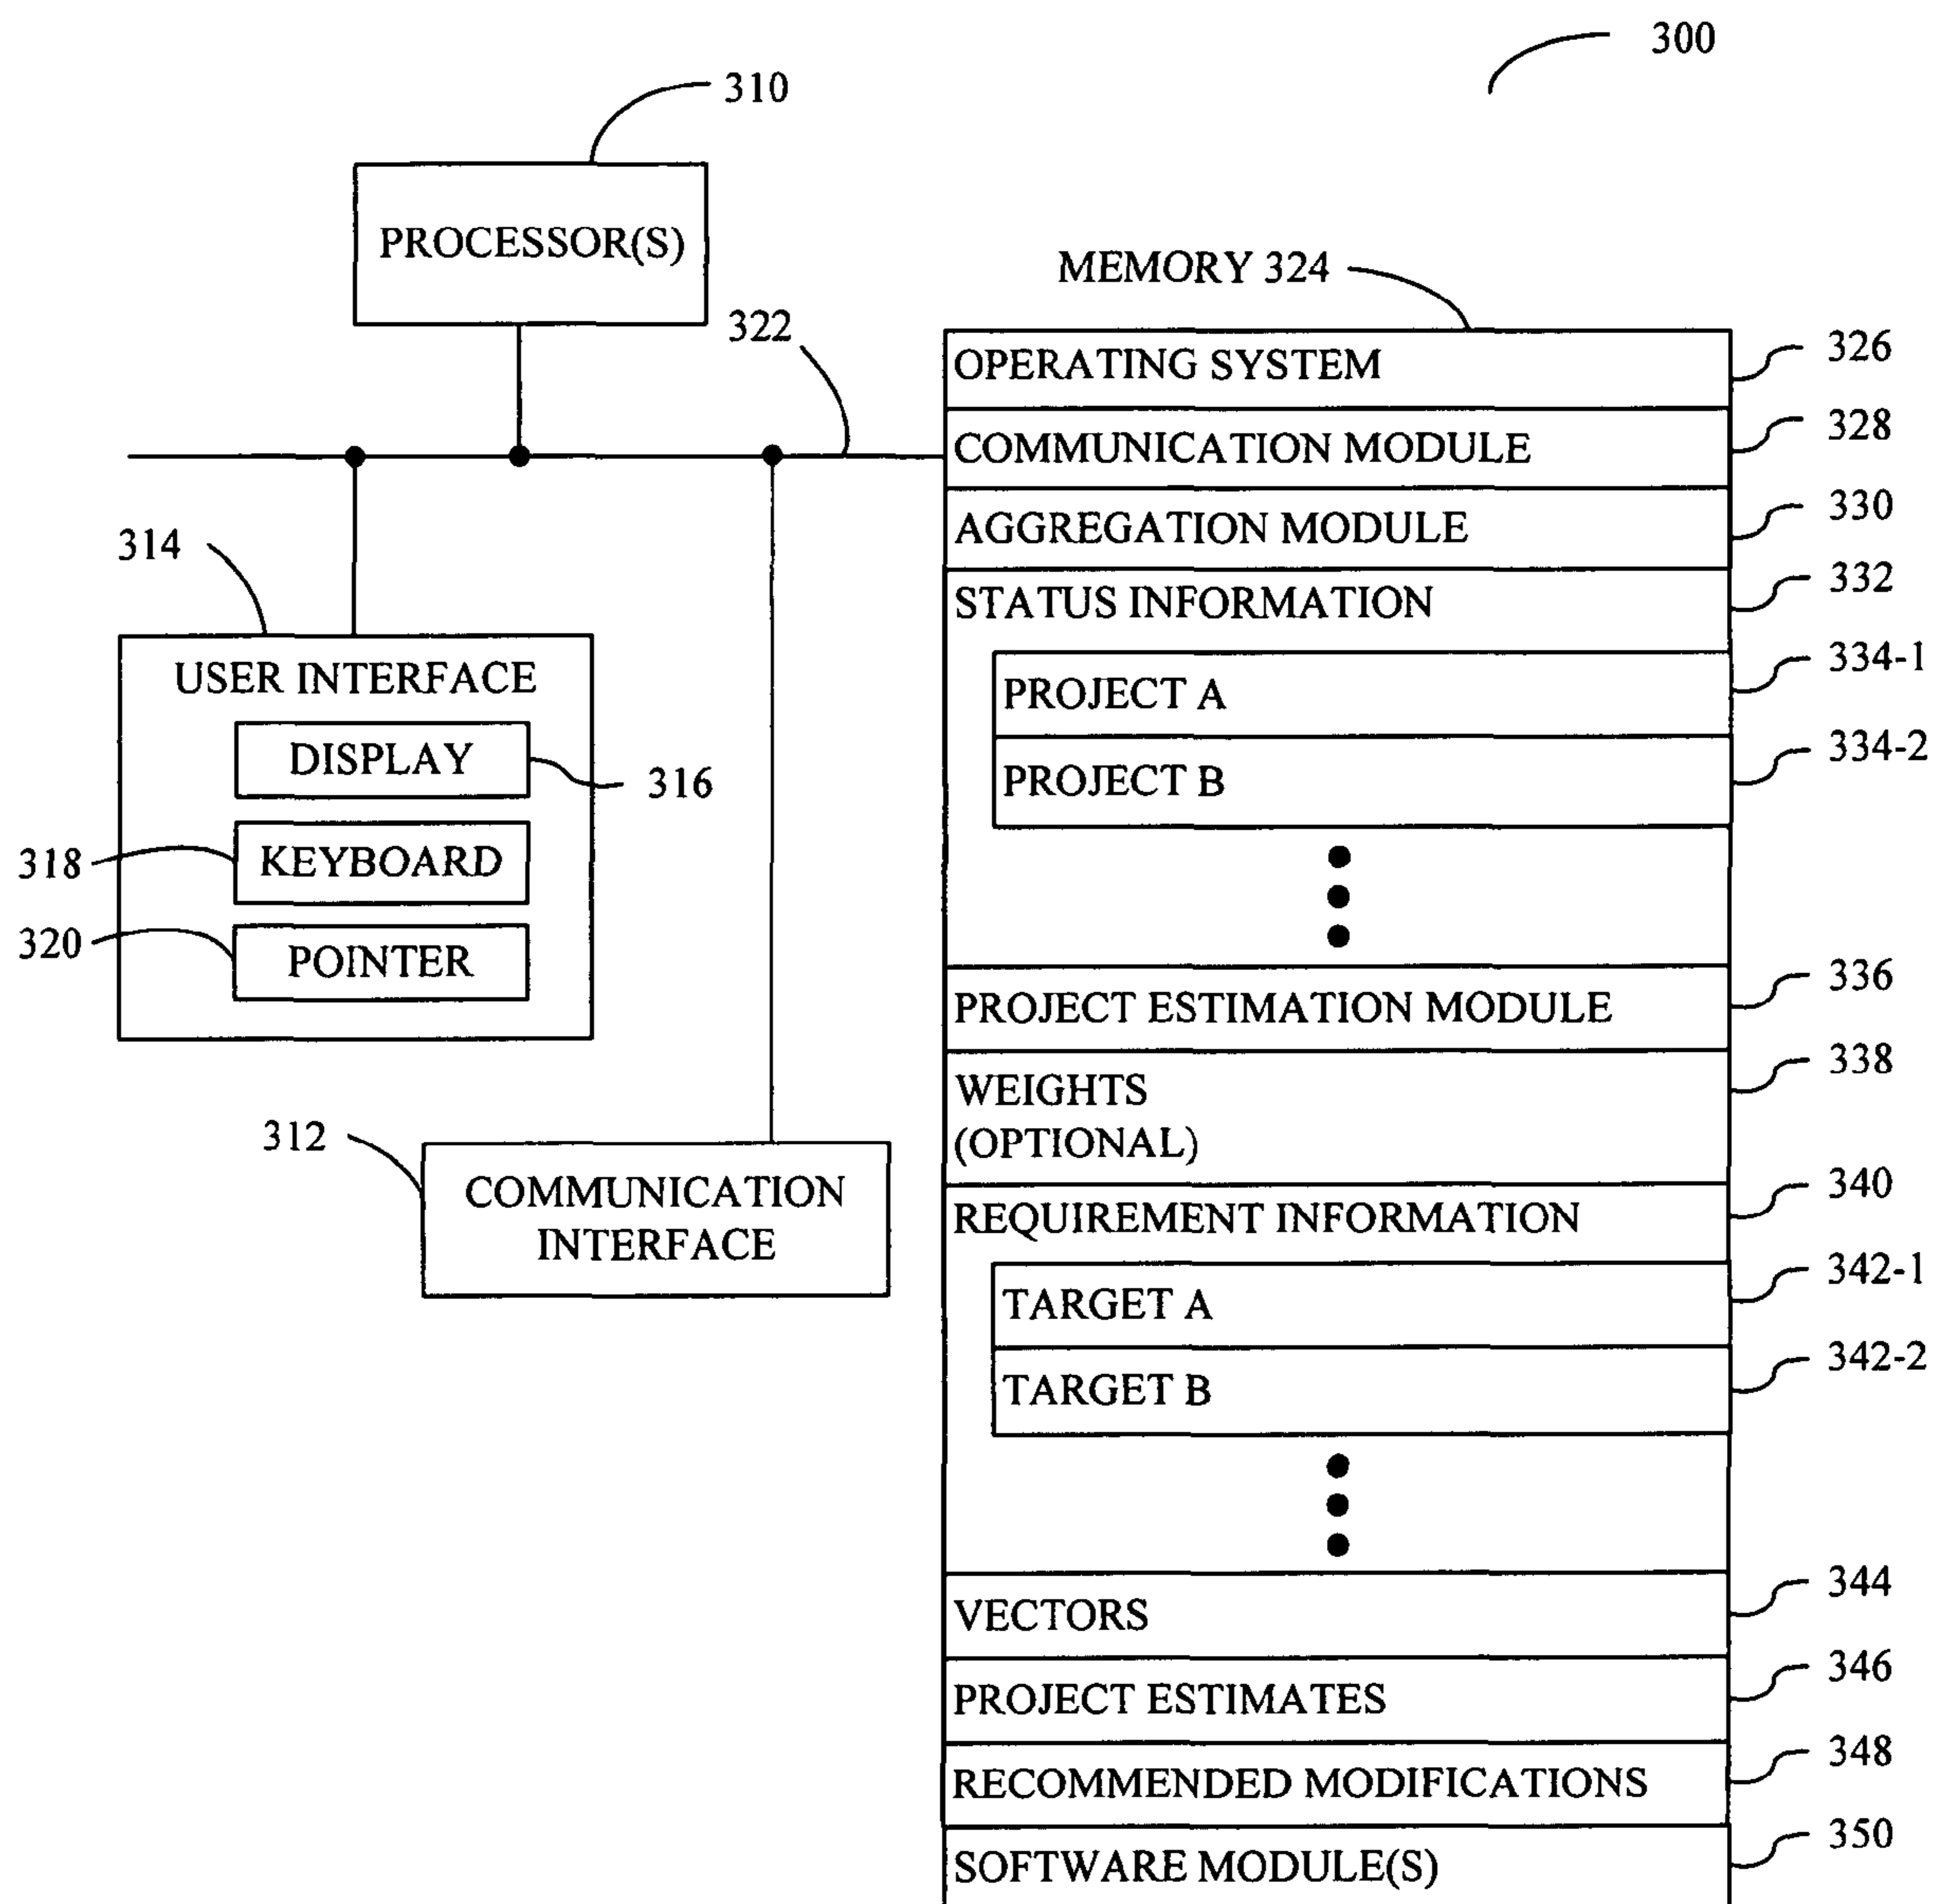 300
310
PROCESSOR(S)
MEMORY 324
322
OPERATING SYSTEM
326
COMMUNICATION MODULE
328
AGGREGATION MODULE
330
STATUS INFORMATION
332
PROJECT A
334-1
PROJECT B
334-2
314
USER INTERFACE
DISPLAY
316
318
KEYBOARD
320
POINTER
PROJECT ESTIMATION MODULE
336
WEIGHTS
(OPTIONAL)
338
312
COMMUNICATION
INTERFACE
REQUIREMENT INFORMATION
340
TARGET A
342-1
TARGET B
342-2
VECTORS
344
PROJECT ESTIMATES
346
RECOMMENDED MODIFICATIONS
348
SOFTWARE MODULE(S)
350